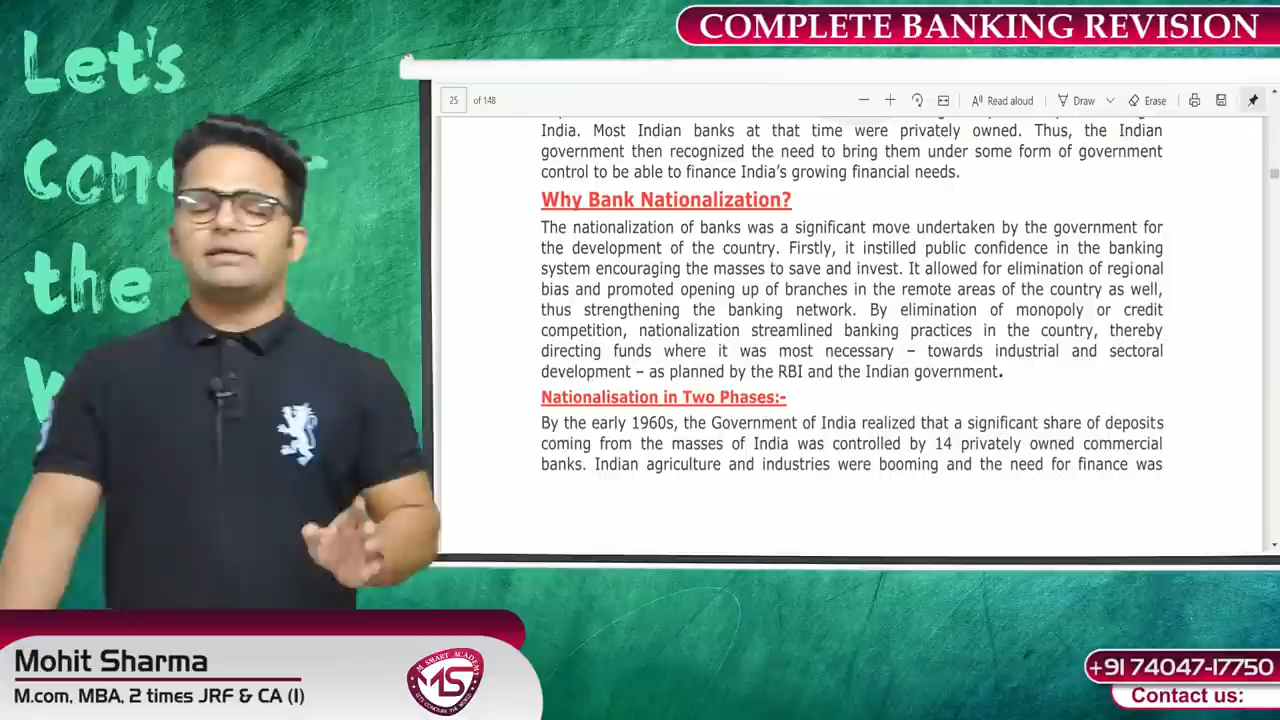 COMPLETE BANKING REVISION
Let's
the
25 of 148
Read aloud
Draw
Erase
India. Most Indian banks at that time were privately owned. Thus, the Indian
government then recognized the need to bring them under some form of government
control to be able to finance India's growing financial needs.
Why Bank Nationalization?
The nationalization of banks was a significant move undertaken by the government for
the development of the country. Firstly, it instilled public confidence in the banking
system encouraging the masses to save and invest. It allowed for elimination of regional
bias and promoted opening up of branches in the remote areas of the country as well,
thus strengthening the banking network. By elimination of monopoly or credit
competition, nationalization streamlined banking practices in the country, thereby
directing funds where it was most necessary – towards industrial and sectoral
development – as planned by the RBI and the Indian government.
Nationalisation in Two Phases:-
By the early 1960s, the Government of India realized that a significant share of deposits
coming from the masses of India was controlled by 14 privately owned commercial
banks. Indian agriculture and industries were booming and the need for finance was
Mohit Sharma
M.com, MBA, 2 times JRF & CA (I)
M SMART ACADEMY
MS
LET'S CONQUER THE WORLD
+91 74047-17750
Contact us: